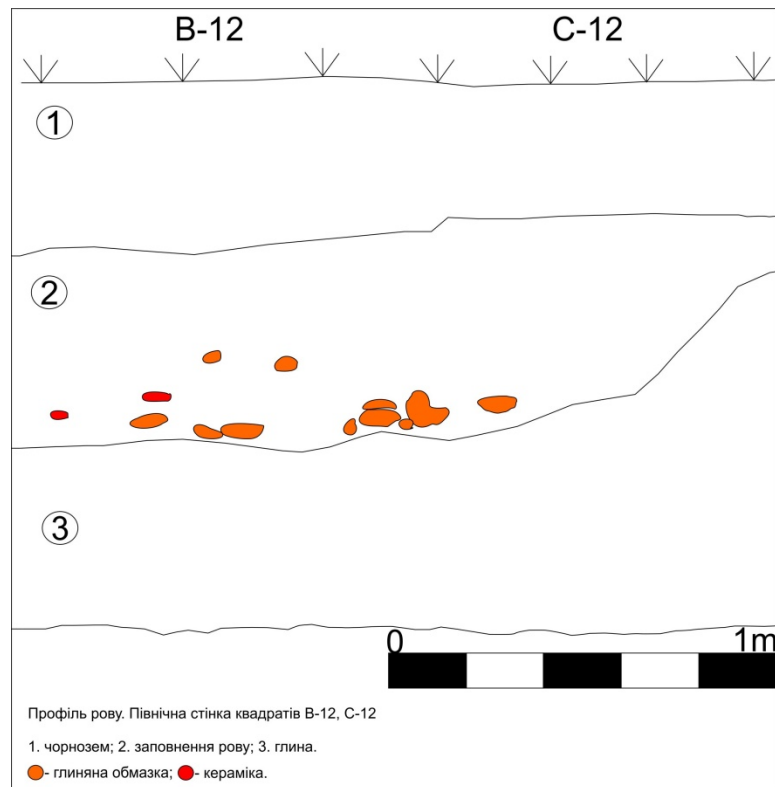 В-12 С-12
1
2
3
0 1m
Профіль рову. Північна стінка квадратів В-12, С-12
1. чорнозем; 2. заповнення рову; 3. глина.
- глиняна обмазка; - кераміка.